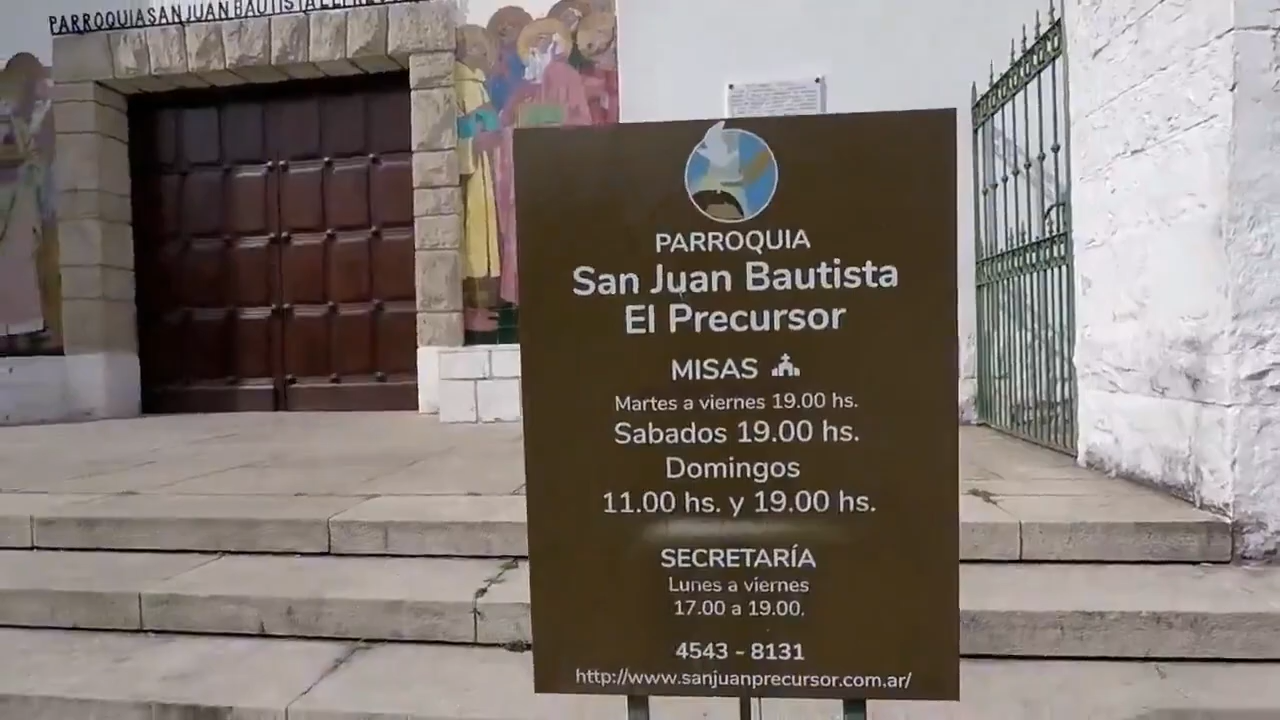 PARROQUIA SAN JUAN BAUTISTA EL PRE
PARROQUIA
San Juan Bautista
El Precursor
MISAS
Martes a viernes 19.00 hs.
Sabados 19.00 hs.
Domingos
11.00 hs. y 19.00 hs.
SECRETARÍA
Lunes a viernes
17.00 a 19.00.
4543 - 8131
http://www.sanjuanprecursor.com.ar/